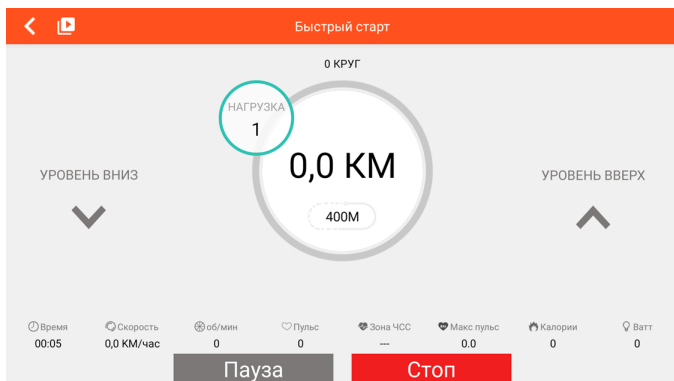 Быстрый старт
0 КРУГ
НАГРУЗКА
1
0,0 КМ
УРОВЕНЬ ВНИЗ
УРОВЕНЬ ВВЕРХ
400М
Время Скорость об/мин Пульс Зона ЧСС Макс пульс Калории Ватт
00:05 0,0 КМ/час 0 0 --- 0.0 0 0
Пауза Стоп